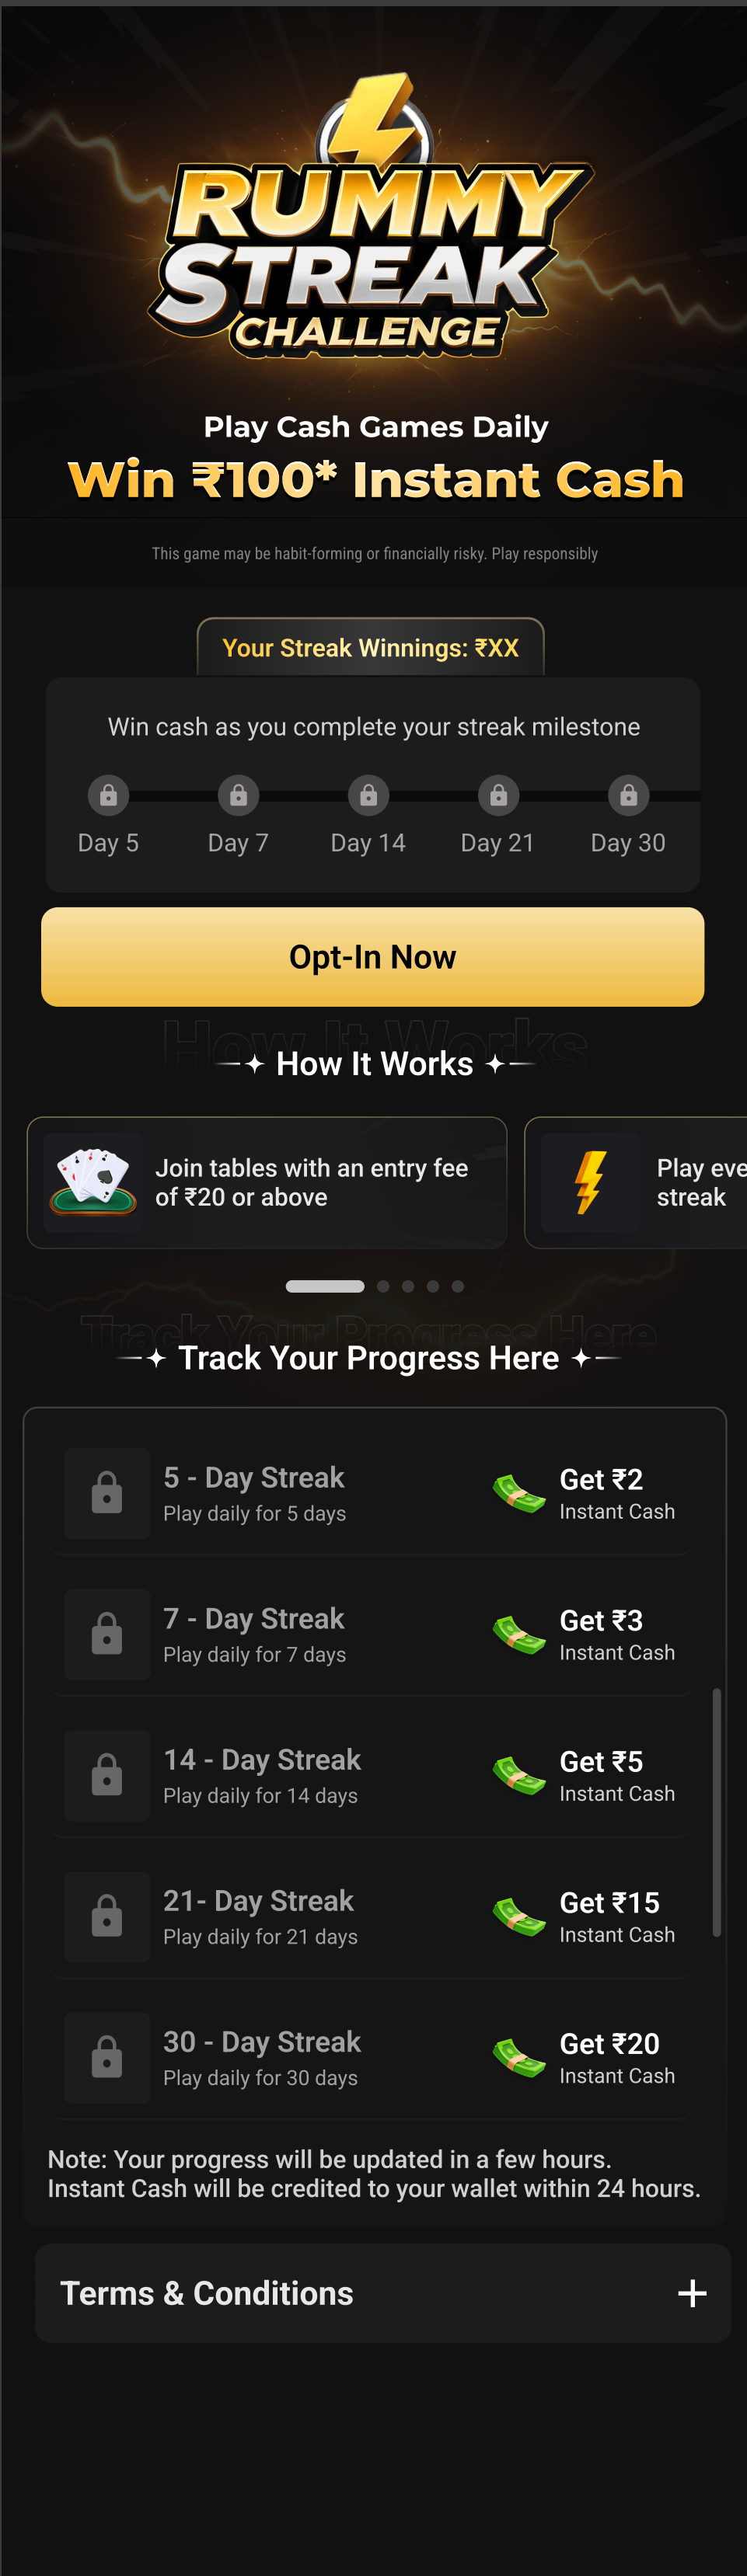 RUMMY
STREAK
CHALLENGE
Play Cash Games Daily
Win ₹100* Instant Cash
This game may be habit-forming or financially risky. Play responsibly
Your Streak Winnings: ₹XX
Win cash as you complete your streak milestone
Day 5 Day 7 Day 14 Day 21 Day 30
Opt-In Now
How It Works
How It Works
Join tables with an entry fee
of ₹20 or above
Play eve
streak
Track Your Progress Here
Track Your Progress Here
5 - Day Streak
Play daily for 5 days
Get ₹2
Instant Cash
7 - Day Streak
Play daily for 7 days
Get ₹3
Instant Cash
14 - Day Streak
Play daily for 14 days
Get ₹5
Instant Cash
21- Day Streak
Play daily for 21 days
Get ₹15
Instant Cash
30 - Day Streak
Play daily for 30 days
Get ₹20
Instant Cash
Note: Your progress will be updated in a few hours.
Instant Cash will be credited to your wallet within 24 hours.
Terms & Conditions